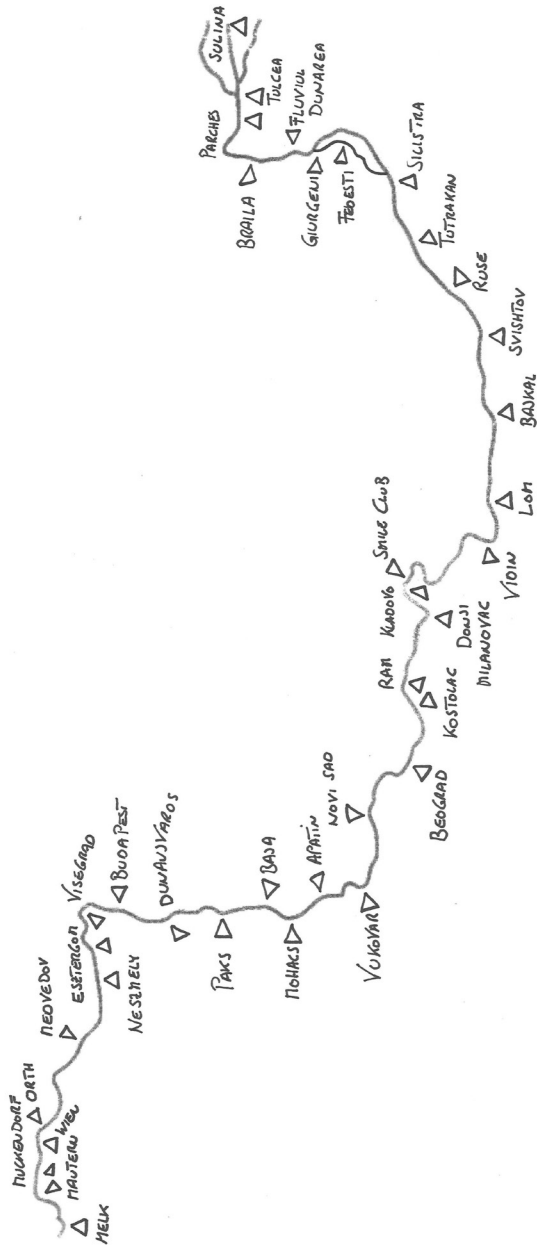 MELK
MAUTERN
WIEN
MUCKENDORF
ORTH
MEDVEDOV
NESZMELY
ESZTERGOM
VISEGRAD
BUDAPEST
DUNAUJVAROS
PAKS
BAJA
MOHACS
APATIN
VUKOVAR
NOVI SAD
BEOGRAD
KOSTOLAC
RAM
DONJI
MILANOVAC
KLADOVO
SMILE CLUB
VIDIN
LOM
BAJKAL
SVISHTOV
RUSE
TUTRAKAN
SILISTRA
FEDESTI
GIURGENI
FLUVIUL
DUNAREA
BRAILA
PARCHES
TULCEA
SULINA